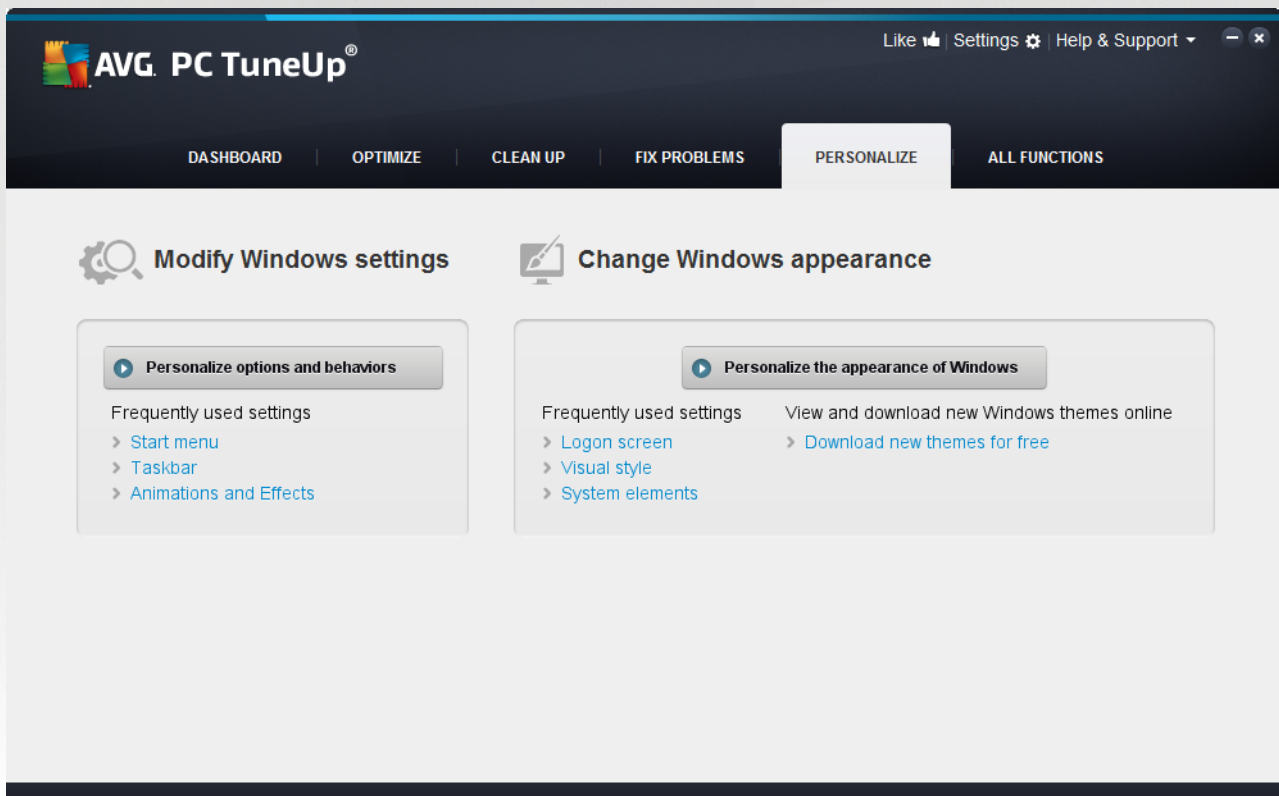 Like | Settings | Help & Support
AVG. PC TuneUp®
DASHBOARD | OPTIMIZE | CLEAN UP | FIX PROBLEMS | PERSONALIZE | ALL FUNCTIONS
Modify Windows settings
Personalize options and behaviors
Frequently used settings
Start menu
Taskbar
Animations and Effects
Change Windows appearance
Personalize the appearance of Windows
Frequently used settings
Logon screen
Visual style
System elements
View and download new Windows themes online
Download new themes for free